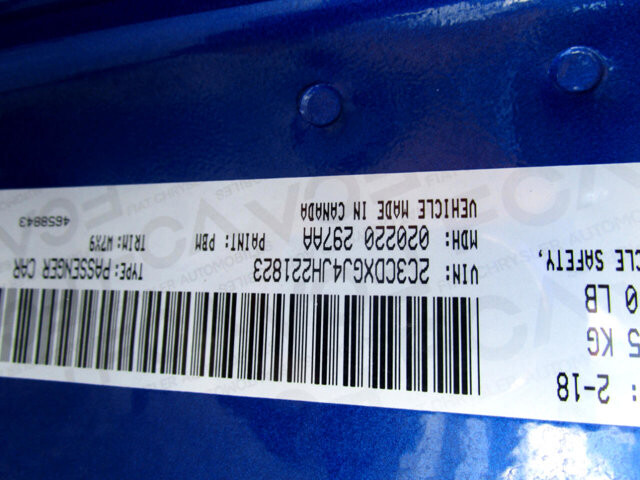 : 2-18
5 KG
0 LB
CLE SAFETY,
VIN: 2C3CDXGJ4JH221823 TYPE: PASSENGER CAR
MDH: 020220 297AA PAINT: PBM TRIM: W7X9
VEHICLE MADE IN CANADA 4658843